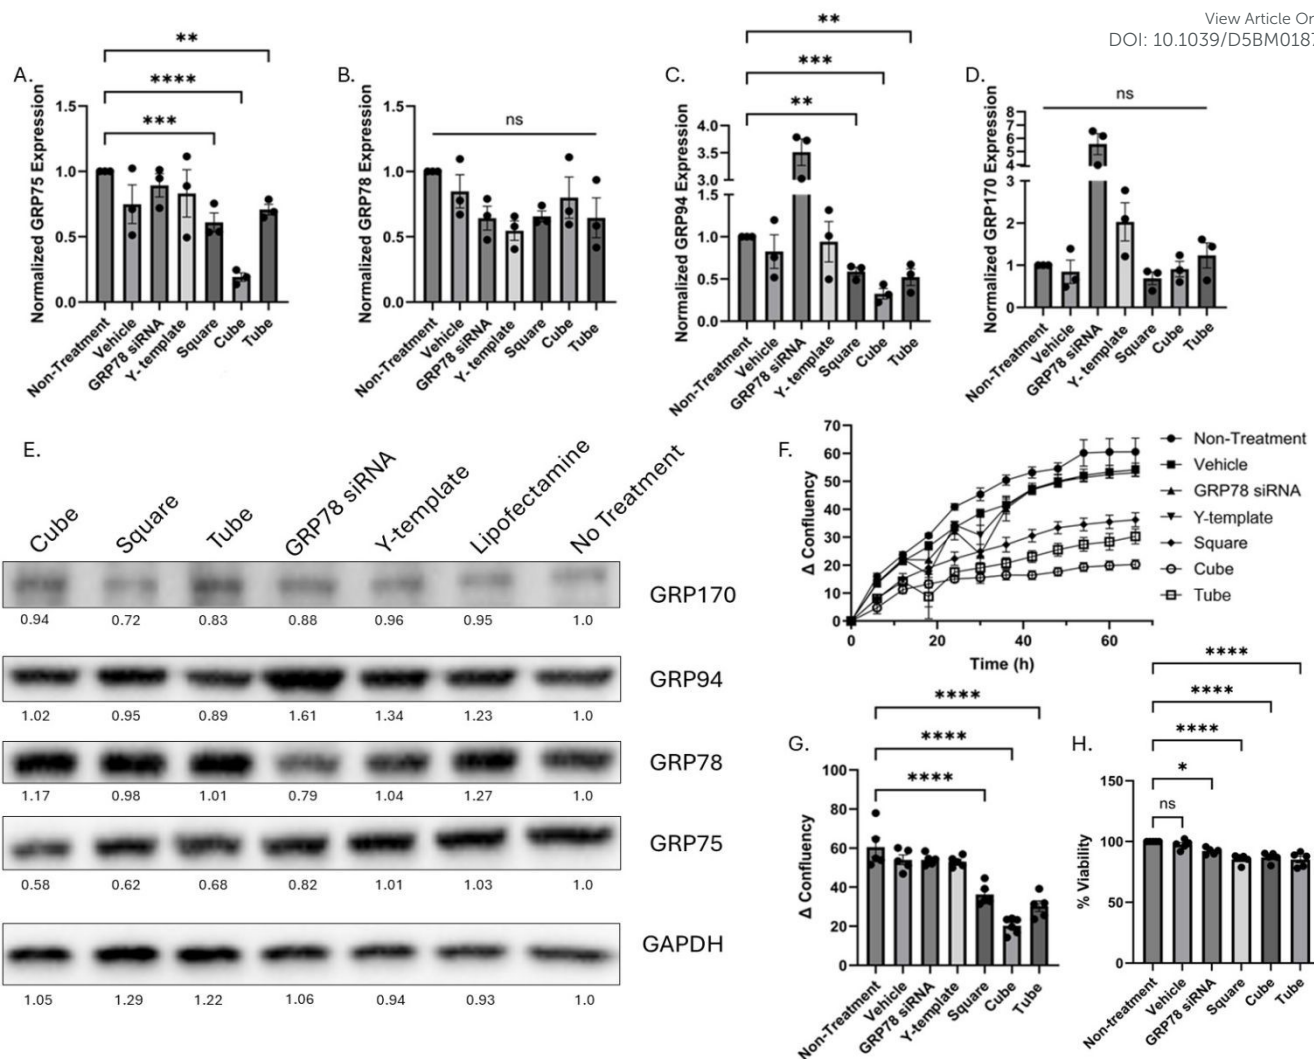 View Article On
DOI: 10.1039/D5BM0187
A.
**
****
***
Normalized GRP75 Expression
1.5
1.0
0.5
0.0
Non-Treatment
Vehicle
GRP78 siRNA
Y- template
Square
Cube
Tube
B.
ns
Normalized GRP78 Expression
1.5
1.0
0.5
0.0
Non-Treatment
Vehicle
GRP78 siRNA
Y- template
Square
Cube
Tube
C.
**
***
**
Normalized GRP94 Expression
4.0
3.5
3.0
1.5
1.0
0.5
0.0
Non-Treatment
Vehicle
GRP78 siRNA
Y- template
Square
Cube
Tube
D.
ns
Normalized GRP170 Expression
8
7
6
5
4
3
2
1
0
Non-Treatment
Vehicle
GRP78 siRNA
Y- template
Square
Cube
Tube
E.
Cube Square Tube GRP78 siRNA Y-template Lipofectamine No Treatment
GRP170
0.94 0.72 0.83 0.88 0.96 0.95 1.0
GRP94
1.02 0.95 0.89 1.61 1.34 1.23 1.0
GRP78
1.17 0.98 1.01 0.79 1.04 1.27 1.0
GRP75
0.58 0.62 0.68 0.82 1.01 1.03 1.0
GAPDH
1.05 1.29 1.22 1.06 0.94 0.93 1.0
F.
Δ Confluency
70
60
50
40
30
20
10
0
0 20 40 60
Time (h)
Non-Treatment
Vehicle
GRP78 siRNA
Y-template
Square
Cube
Tube
G.
****
****
****
Δ Confluency
100
80
60
40
20
0
Non-Treatment
Vehicle
GRP78 siRNA
Y-template
Square
Cube
Tube
H.
****
****
****
*
ns
% Viability
150
100
50
0
Non-treatment
Vehicle
GRP78 siRNA
Square
Cube
Tube